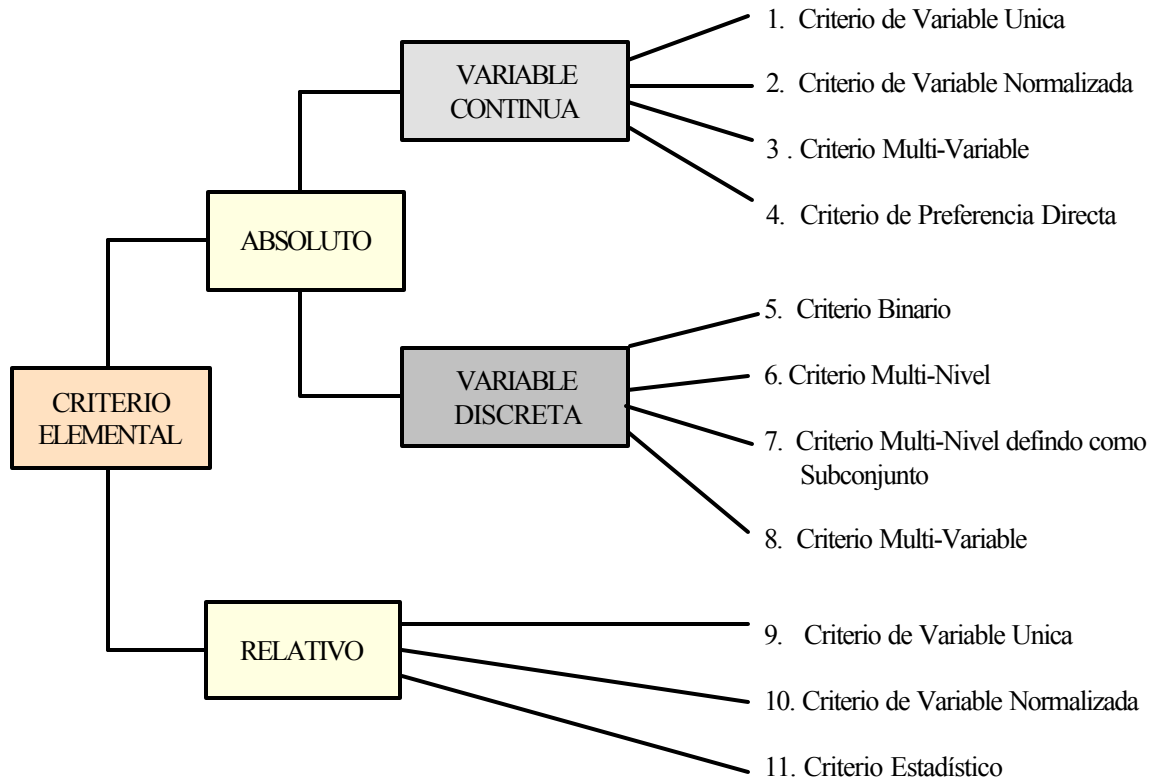 1. Criterio de Variable Unica
VARIABLE
CONTINUA
2. Criterio de Variable Normalizada
3 . Criterio Multi-Variable
4. Criterio de Preferencia Directa
ABSOLUTO
5. Criterio Binario
VARIABLE
DISCRETA
6. Criterio Multi-Nivel
7. Criterio Multi-Nivel defindo como
Subconjunto
8. Criterio Multi-Variable
CRITERIO
ELEMENTAL
RELATIVO
9. Criterio de Variable Unica
10. Criterio de Variable Normalizada
11. Criterio Estadístico